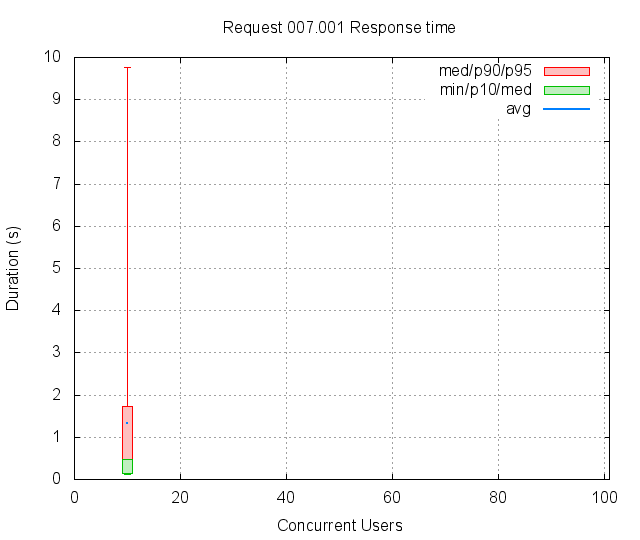 Request 007.001 Response time
med/p90/p95
min/p10/med
avg
10
9
8
7
6
5
4
3
2
1
0
Duration (s)
0 20 40 60 80 100
Concurrent Users